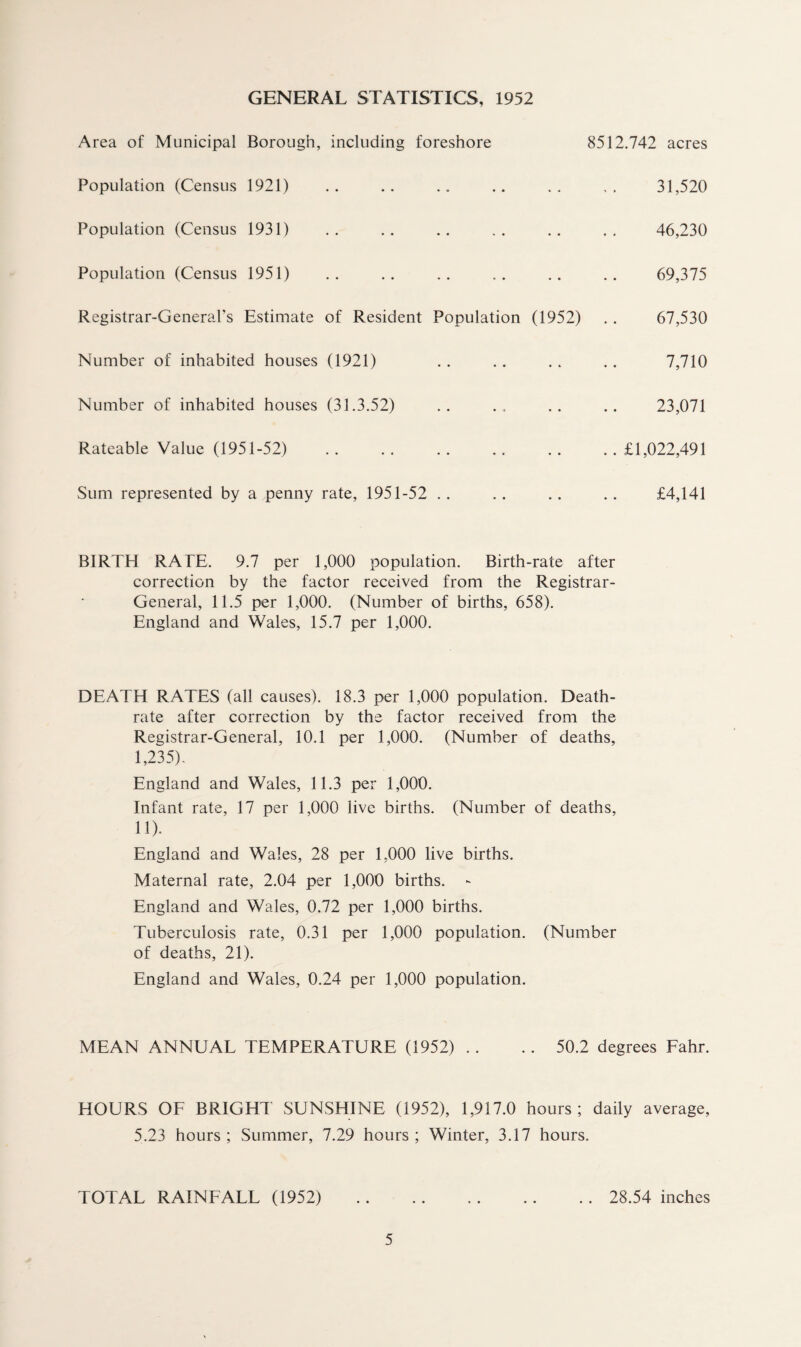 GENERAL STATISTICS, 1952
Area of Municipal Borough, including foreshore 8512.742 acres
Population (Census 1921) .. .. .. .. .. .. 31,520
Population (Census 1931) .. .. .. .. .. .. 46,230
Population (Census 1951) .. .. .. .. .. .. 69,375
Registrar-General's Estimate of Resident Population (1952) .. 67,530
Number of inhabited houses (1921) .. .. .. .. 7,710
Number of inhabited houses (31.3.52) .. .. .. .. 23,071
Rateable Value (1951-52) .. .. .. .. .. .. £1,022,491
Sum represented by a penny rate, 1951-52 .. .. .. .. £4,141
BIRTH RATE. 9.7 per 1,000 population. Birth-rate after
correction by the factor received from the Registrar-
General, 11.5 per 1,000. (Number of births, 658).
England and Wales, 15.7 per 1,000.
DEATH RATES (all causes). 18.3 per 1,000 population. Death-
rate after correction by the factor received from the
Registrar-General, 10.1 per 1,000. (Number of deaths,
1,235).
England and Wales, 11.3 per 1,000.
Infant rate, 17 per 1,000 live births. (Number of deaths,
11).
England and Wales, 28 per 1,000 live births.
Maternal rate, 2.04 per 1,000 births.
England and Wales, 0.72 per 1,000 births.
Tuberculosis rate, 0.31 per 1,000 population. (Number
of deaths, 21).
England and Wales, 0.24 per 1,000 population.
MEAN ANNUAL TEMPERATURE (1952) .. .. 50.2 degrees Fahr.
HOURS OF BRIGHT SUNSHINE (1952), 1,917.0 hours ; daily average,
5.23 hours ; Summer, 7.29 hours ; Winter, 3.17 hours.
TOTAL RAINFALL (1952) .. .. .. .. .. 28.54 inches
5